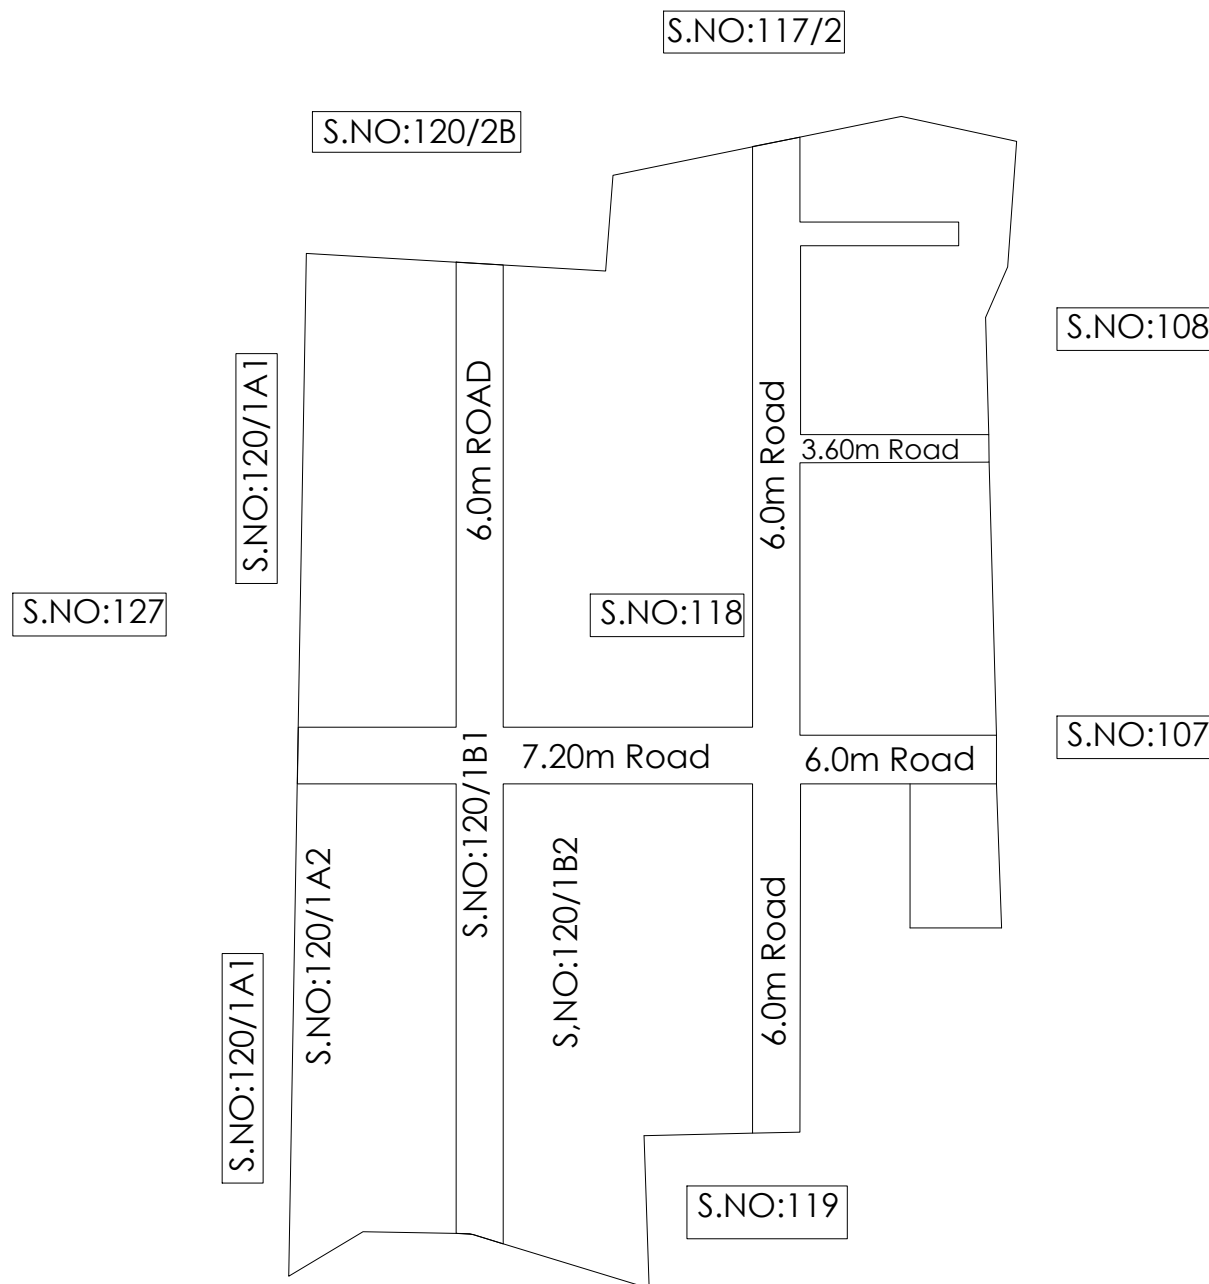 S.NO:117/2
S.NO:120/2B
S.NO:108
S.NO:120/1A1
6.0m ROAD
6.0m Road
3.60m Road
S.NO:127
S.NO:118
S.NO:107
7.20m Road
6.0m Road
S.NO:120/1B1
S.NO:120/1A2
S,NO:120/1B2
6.0m Road
S.NO:120/1A1
S.NO:119